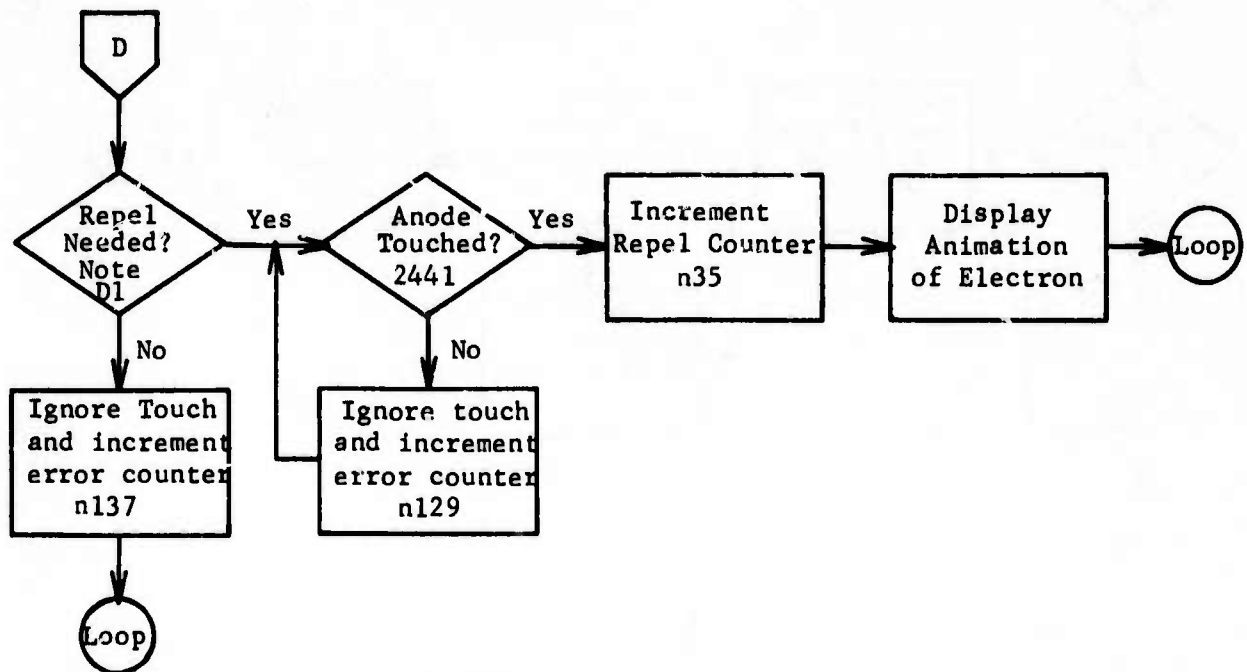 D
Repel
Needed?
Note
D1
Yes
Anode
Touched?
2441
Yes
Increment
Repel Counter
n35
Display
Animation
of Electron
Loop
No
Ignore Touch
and increment
error counter
n137
No
Ignore touch
and increment
error counter
n129
Loop